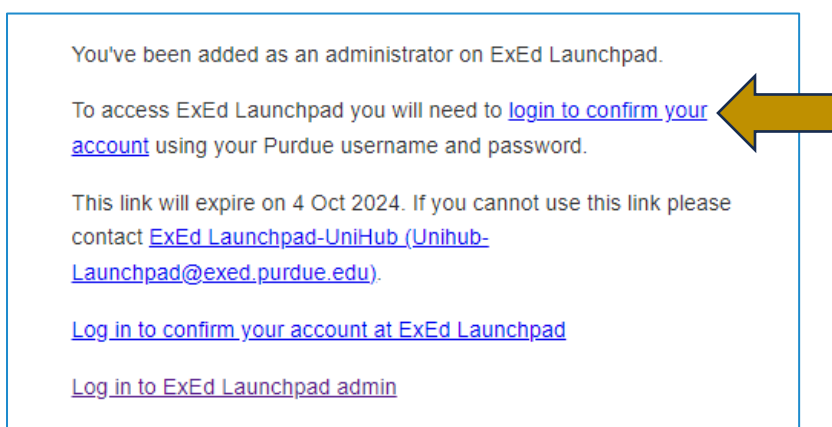 You've been added as an administrator on ExEd Launchpad.
To access ExEd Launchpad you will need to login to confirm your
account using your Purdue username and password.
This link will expire on 4 Oct 2024. If you cannot use this link please
contact ExEd Launchpad-UniHub (Unihub-
Launchpad@exed.purdue.edu).
Log in to confirm your account at ExEd Launchpad
Log in to ExEd Launchpad admin